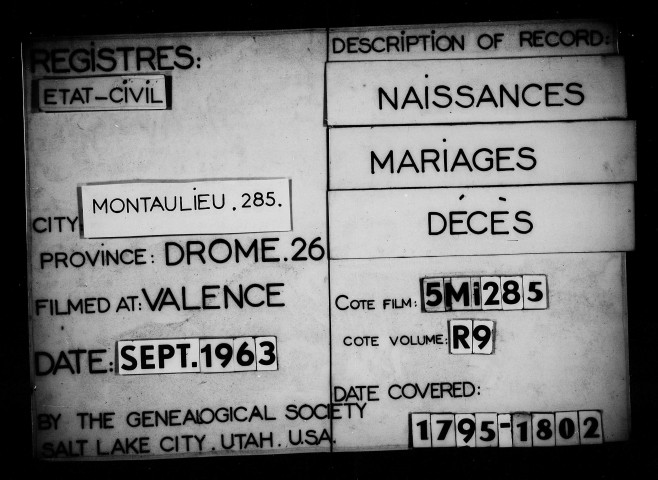 REGISTRES:
ETAT-CIVIL
CITY MONTAULIEU.285.
PROVINCE: DROME.26
FILMED AT: VALENCE
DATE: SEPT.1963
BY THE GENEALOGICAL SOCIETY
SALT LAKE CITY. UTAH. U.S.A.
DESCRIPTION OF RECORD:
NAISSANCES
MARIAGES
DÉCÈS
COTE FILM: 5Mi285
COTE VOLUME: R9
DATE COVERED:
1795-1802